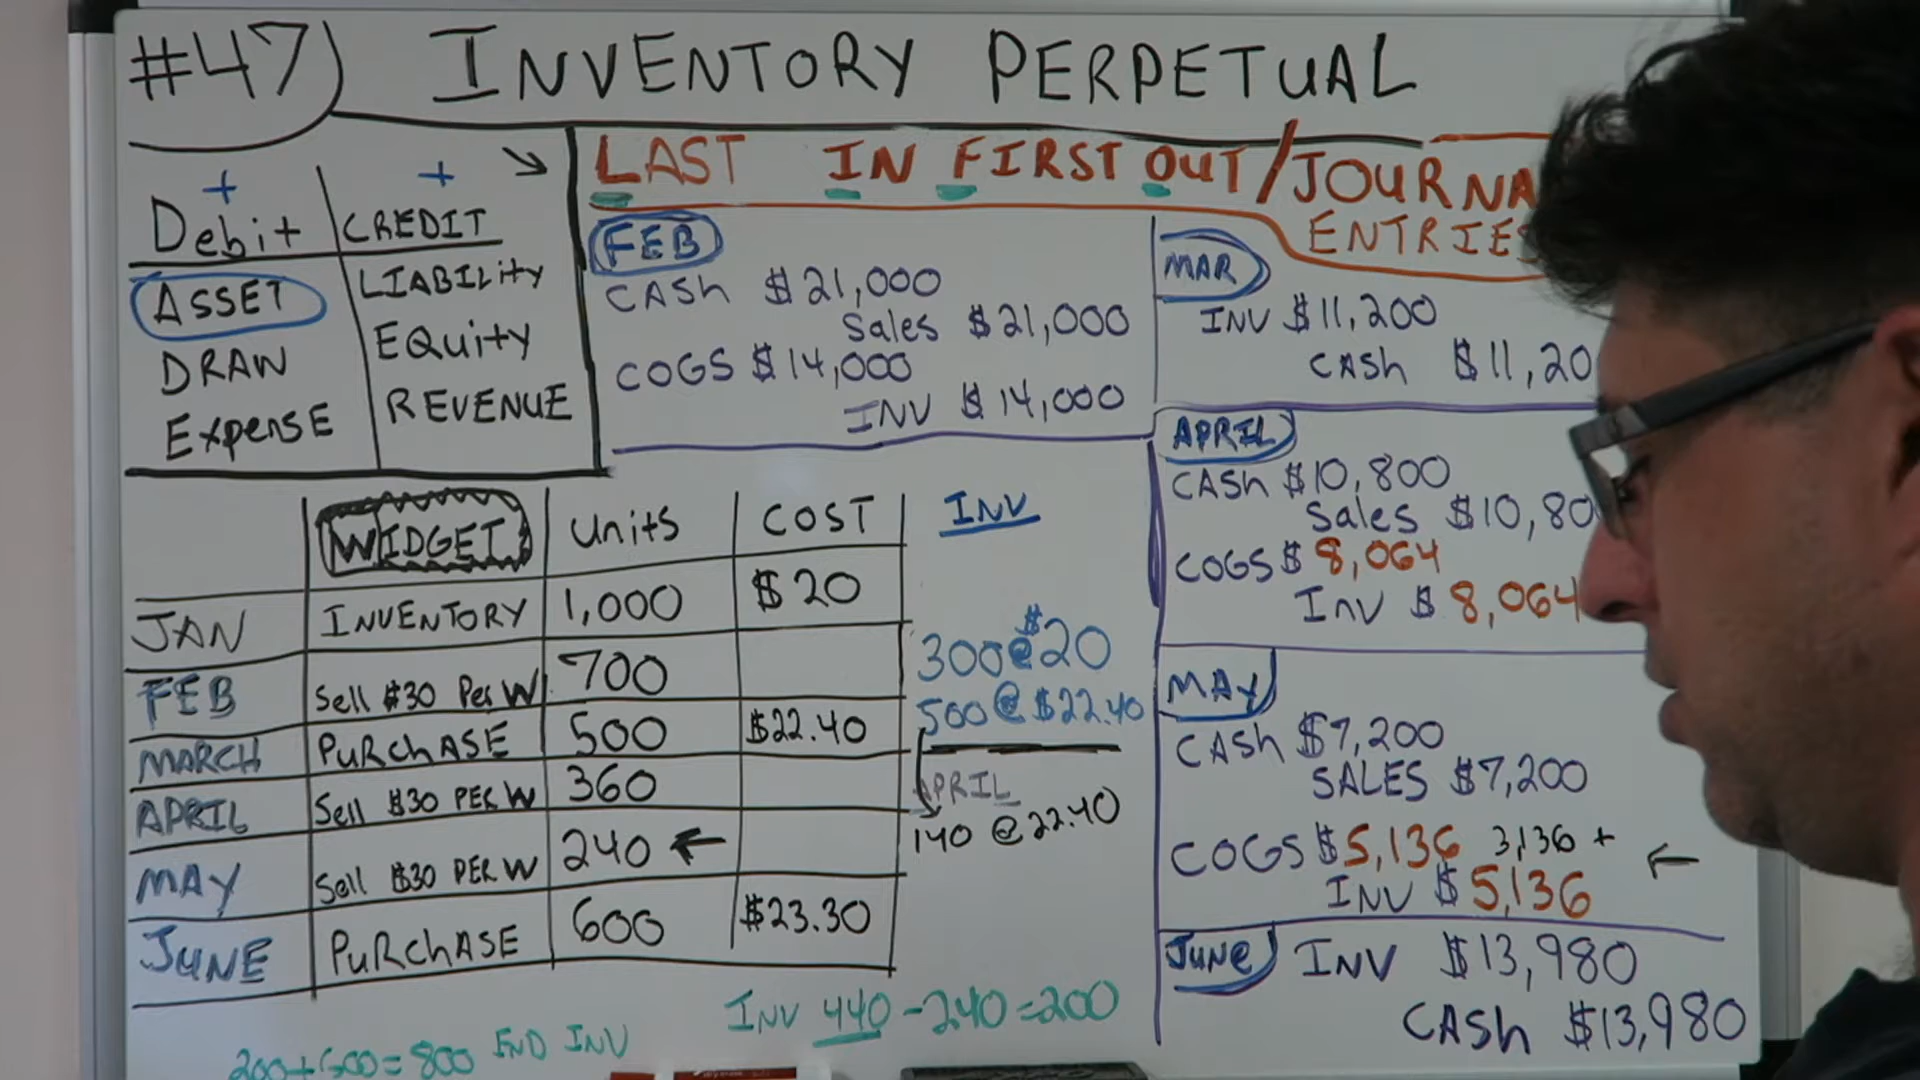 #47) INVENTORY PERPETUAL
LAST IN FIRST OUT/JOURNA
ENTRIES
+ +
Debit CREDIT
ASSET LIABILITY
DRAW EQUITY
EXPENSE REVENUE
FEB
CASH $21,000
Sales $21,000
COGS $14,000
INV $14,000
MAR
INV $11,200
CASH $11,20
APRIL
CASH $10,800
Sales $10,80
COGS $8,064
INV $8,064
MAY
CASH $7,200
SALES $7,200
COGS $5,136 3,136 +
INV $5,136
JUNE INV $13,980
CASH $13,980
WIDGET Units COST
JAN INVENTORY 1,000 $20
FEB Sell $30 Per W 700
MARCH PURCHASE 500 $22.40
APRIL Sell $30 PER W 360
MAY Sell $30 PER W 240
JUNE PURCHASE 600 $23.30
INV
300@$20
500@$22.40
APRIL
140 @22.40
INV 440-240=200
200+600=800 END INV